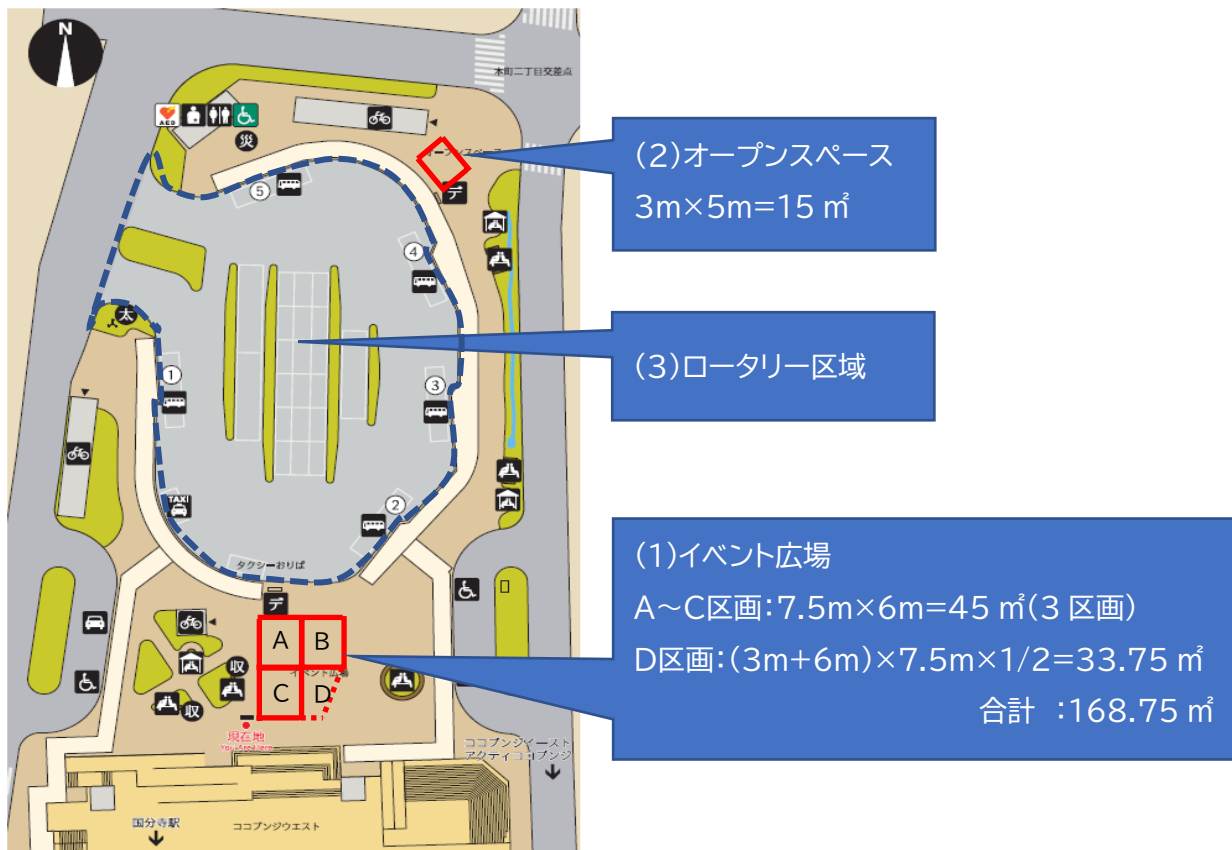 N
本町二丁目交差点
AED
災
オープンスペース
デ
(2)オープンスペース
3m×5m=15 ㎡
⑤
④
太
①
③
(3)ロータリー区域
TAXI
②
タクシーおりば
デ
(1)イベント広場
A~C区画:7.5m×6m=45 ㎡(3 区画)
D区画:(3m+6m)×7.5m×1/2=33.75 ㎡
合計 :168.75 ㎡
A
B
イベント広場
C
D
収
収
現在地
You Are Here
ココブンジイースト
アクティココブンジ
国分寺駅
ココブンジウエスト